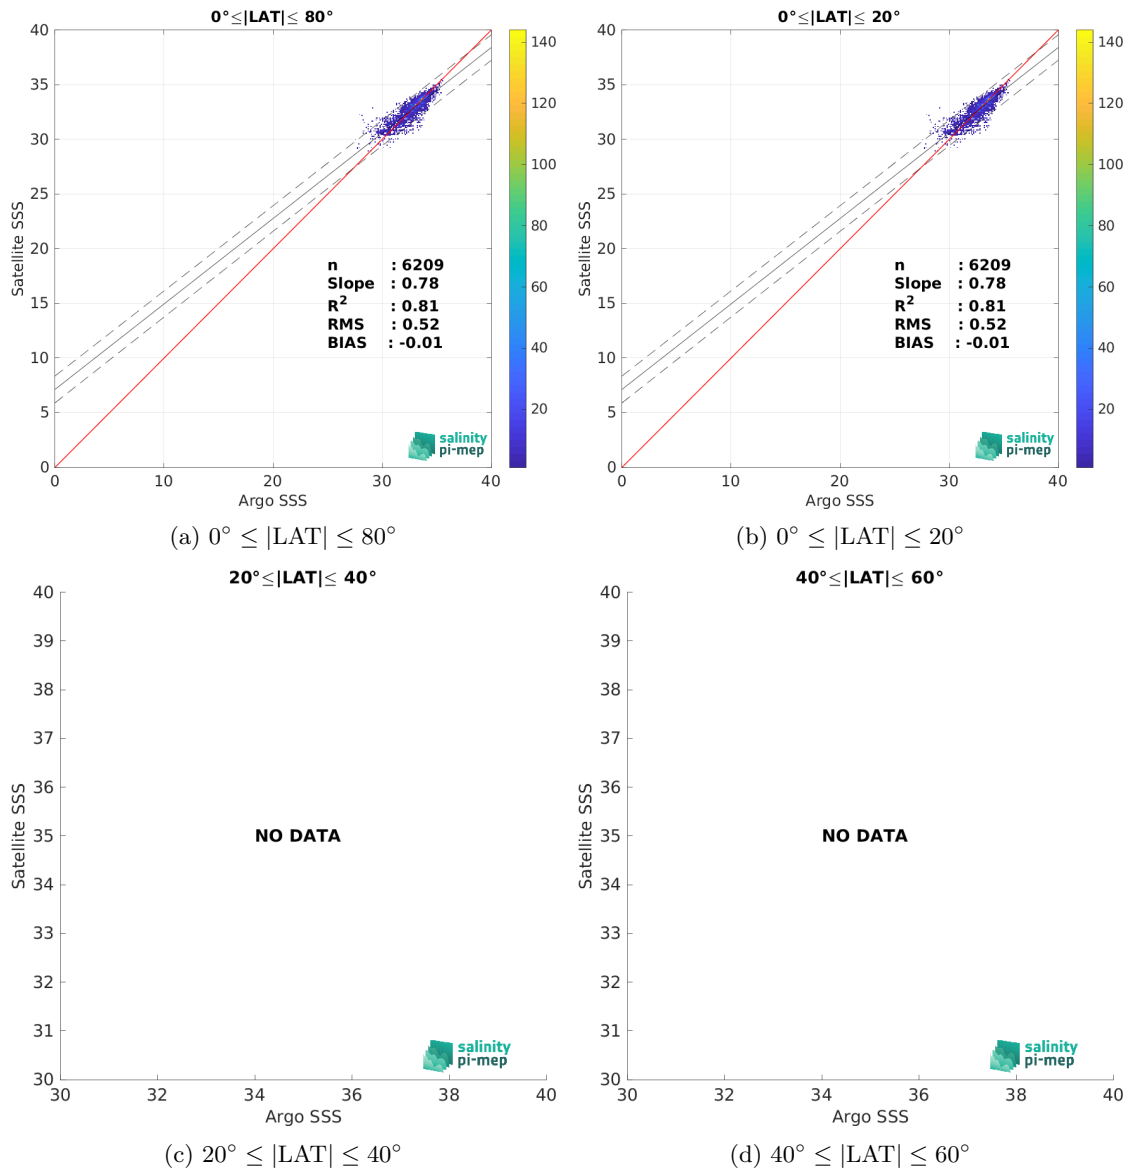 0°≤|LAT|≤ 80°
40
35
30
25
20
15
10
5
0
Satellite SSS
n : 6209
Slope : 0.78
R² : 0.81
RMS : 0.52
BIAS : -0.01
salinity
pi-mep
0 10 20 30 40
Argo SSS
140
120
100
80
60
40
20
(a) 0° ≤ |LAT| ≤ 80°
0°≤|LAT|≤ 20°
40
35
30
25
20
15
10
5
0
Satellite SSS
n : 6209
Slope : 0.78
R² : 0.81
RMS : 0.52
BIAS : -0.01
salinity
pi-mep
0 10 20 30 40
Argo SSS
140
120
100
80
60
40
20
(b) 0° ≤ |LAT| ≤ 20°
20°≤|LAT|≤ 40°
40
39
38
37
36
35
34
33
32
31
30
Satellite SSS
NO DATA
salinity
pi-mep
30 32 34 36 38 40
Argo SSS
(c) 20° ≤ |LAT| ≤ 40°
40°≤|LAT|≤ 60°
40
39
38
37
36
35
34
33
32
31
30
Satellite SSS
NO DATA
salinity
pi-mep
30 32 34 36 38 40
Argo SSS
(d) 40° ≤ |LAT| ≤ 60°